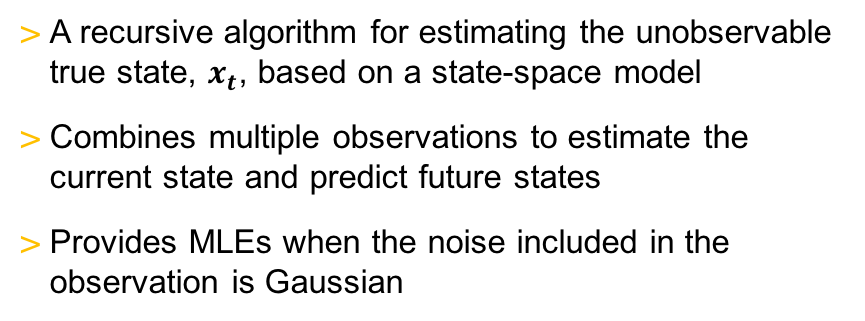 > A recursive algorithm for estimating the unobservable
true state, 𝒙ₜ, based on a state-space model
> Combines multiple observations to estimate the
current state and predict future states
> Provides MLEs when the noise included in the
observation is Gaussian